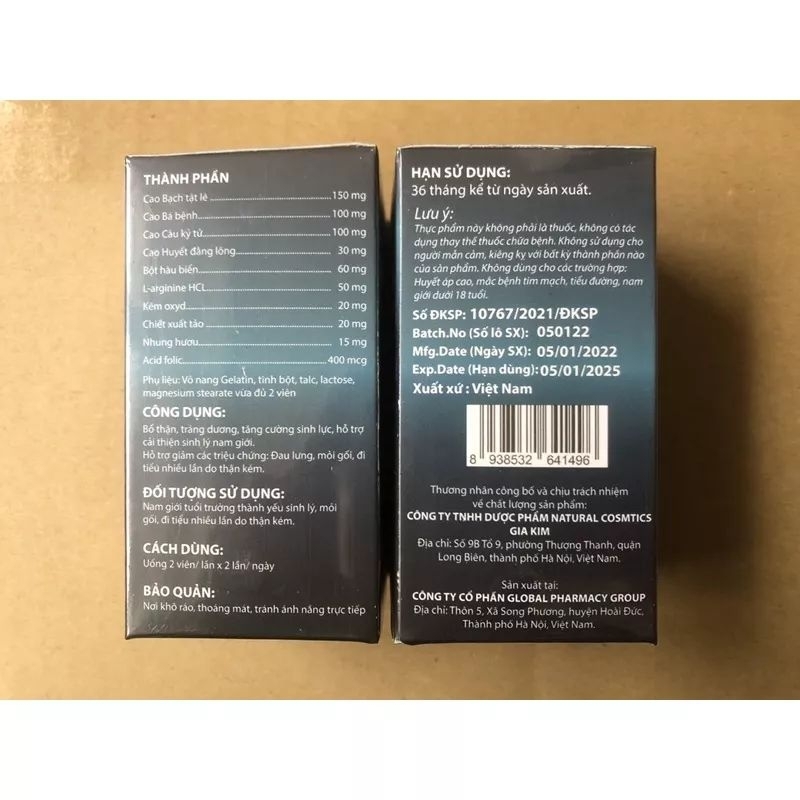 THÀNH PHẦN
Cao Bạch tật lê 150 mg
Cao Bá bệnh 100 mg
Cao Câu kỷ tử 100 mg
Cao Huyết đằng lông 30 mg
Bột hàu biển 60 mg
L-arginine HCL 50 mg
Kẽm oxyd 20 mg
Chiết xuất tảo 20 mg
Nhung hươu 15 mg
Acid folic 400 mcg
Phụ liệu: Vỏ nang Gelatin, tinh bột, talc, lactose,
magnesium stearate vừa đủ 2 viên
CÔNG DỤNG:
Bổ thận, tráng dương, tăng cường sinh lực, hỗ trợ
cải thiện sinh lý nam giới.
Hỗ trợ giảm các triệu chứng: Đau lưng, mỏi gối, đi
tiểu nhiều lần do thận kém.
ĐỐI TƯỢNG SỬ DỤNG:
Nam giới tuổi trưởng thành yếu sinh lý, mỏi
gối, đi tiểu nhiều lần do thận kém.
CÁCH DÙNG:
Uống 2 viên/ lần x 2 lần/ ngày
BẢO QUẢN:
Nơi khô ráo, thoáng mát, tránh ánh nắng trực tiếp
HẠN SỬ DỤNG:
36 tháng kể từ ngày sản xuất.
Lưu ý:
Thực phẩm này không phải là thuốc, không có tác
dụng thay thế thuốc chữa bệnh. Không sử dụng cho
người mẫn cảm, kiêng kỵ với bất kỳ thành phần nào
của sản phẩm. Không dùng cho các trường hợp:
Huyết áp cao, mắc bệnh tim mạch, tiểu đường, nam
giới dưới 18 tuổi.
Số ĐKSP: 10767/2021/ĐKSP
Batch.No (Số lô SX): 050122
Mfg.Date (Ngày SX): 05/01/2022
Exp.Date (Hạn dùng): 05/01/2025
Xuất xứ : Việt Nam
8 938532 641496
Thương nhân công bố và chịu trách nhiệm
về chất lượng sản phẩm:
CÔNG TY TNHH DƯỢC PHẨM NATURAL COSMTICS
GIA KIM
Địa chỉ: Số 9B Tổ 9, phường Thượng Thanh, quận
Long Biên, thành phố Hà Nội, Việt Nam.
Sản xuất tại:
CÔNG TY CỔ PHẦN GLOBAL PHARMACY GROUP
Địa chỉ: Thôn 5, Xã Song Phương, huyện Hoài Đức,
Thành phố Hà Nội, Việt Nam.